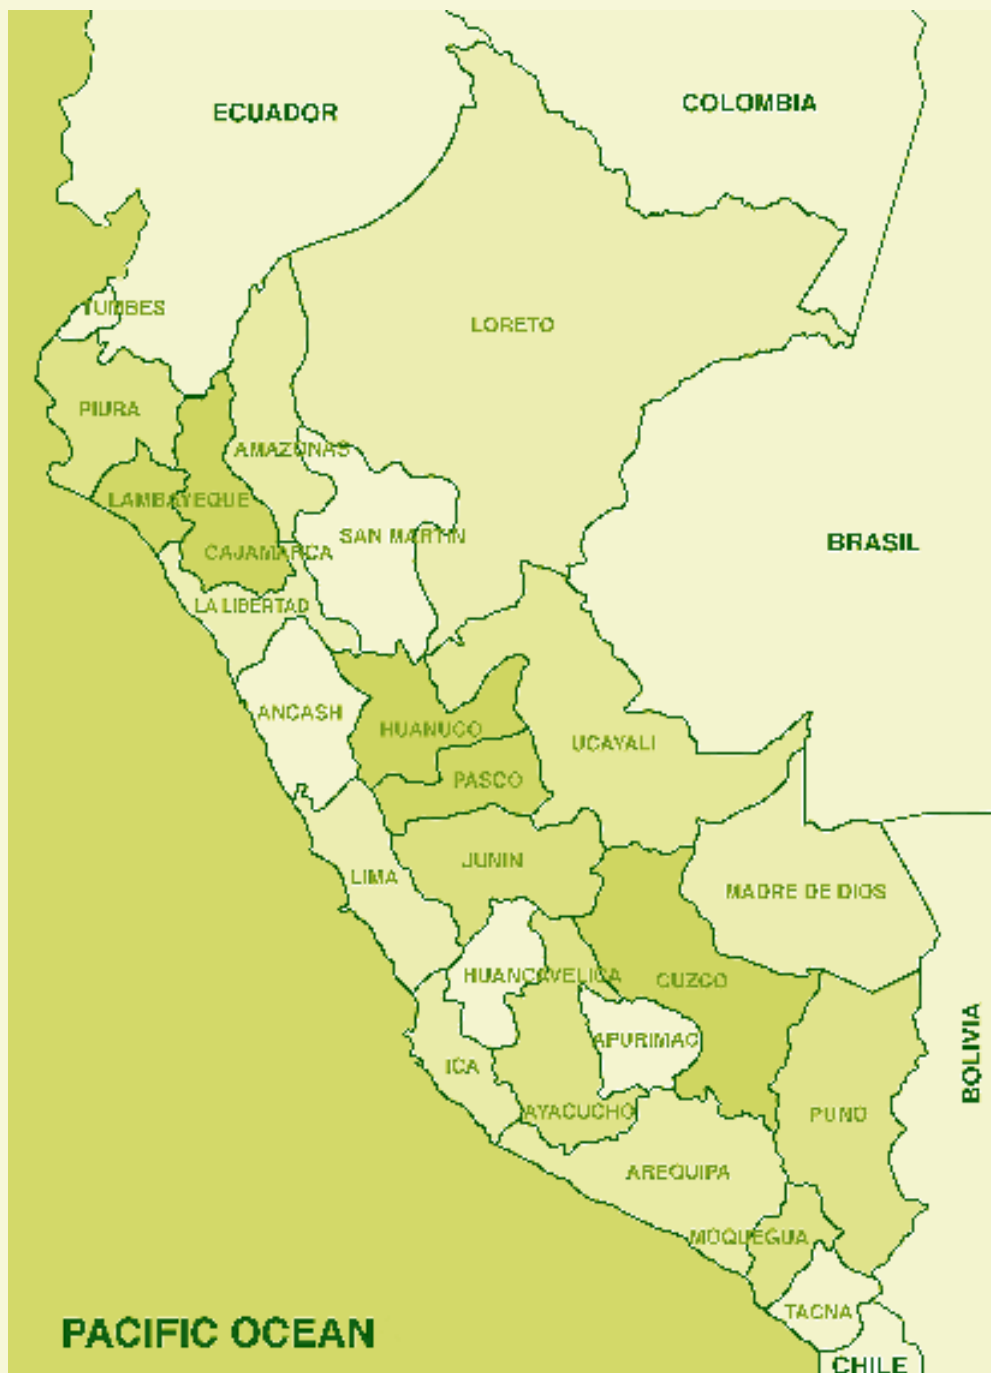 COLOMBIA
ECUADOR
TUMBES
LORETO
PIURA
AMAZONAS
LAMBAYEQUE
SAN MARTIN
BRASIL
CAJAMARCA
LA LIBERTAD
ANCASH
HUANUCO
UCAYALI
PASCO
JUNIN
LIMA
MADRE DE DIOS
HUANCAVELICA
CUZCO
APURIMAC
BOLIVIA
ICA
AYACUCHO
PUNO
AREQUIPA
MOQUEGUA
TACNA
PACIFIC OCEAN
CHILE